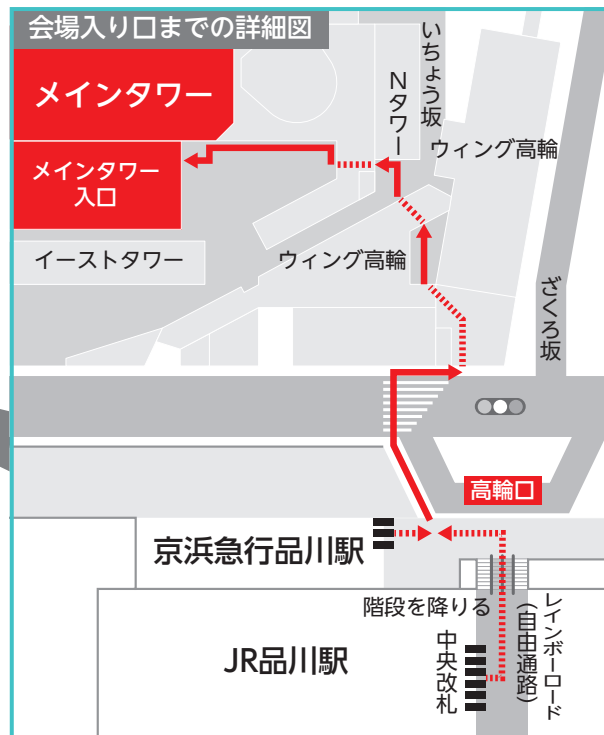 会場入り口までの詳細図
メインタワー
メインタワー
入口
イーストタワー
Nタワー
いちょう坂
ウィング高輪
ウィング高輪
ざくろ坂
高輪口
京浜急行品川駅
階段を降りる
JR品川駅
中央改札
レインボーロード
（自由通路）